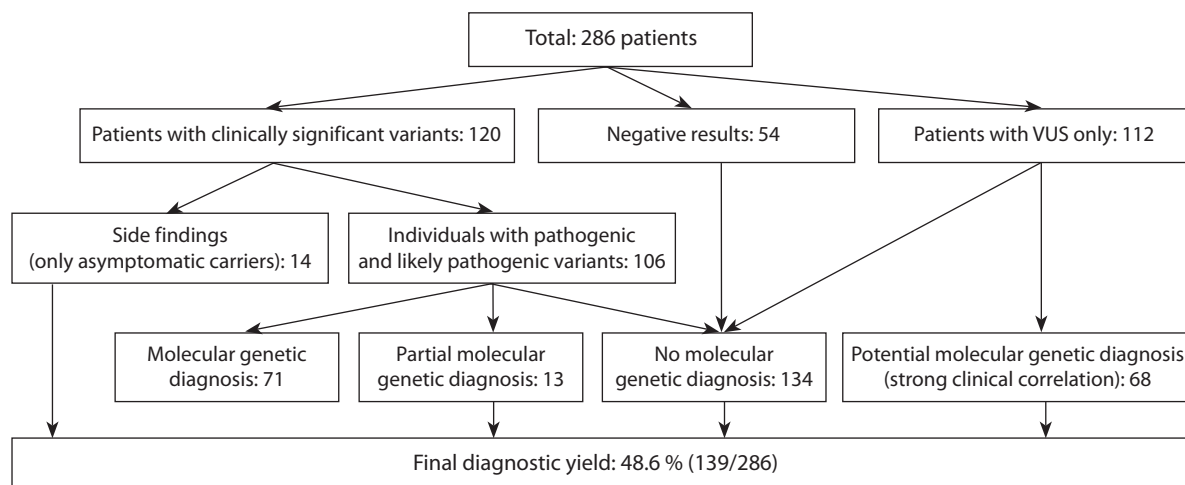 Total: 286 patients
Patients with clinically significant variants: 120
Negative results: 54
Patients with VUS only: 112
Side findings
(only asymptomatic carriers): 14
Individuals with pathogenic
and likely pathogenic variants: 106
Molecular genetic
diagnosis: 71
Partial molecular
genetic diagnosis: 13
No molecular
genetic diagnosis: 134
Potential molecular genetic diagnosis
(strong clinical correlation): 68
Final diagnostic yield: 48.6 % (139/286)